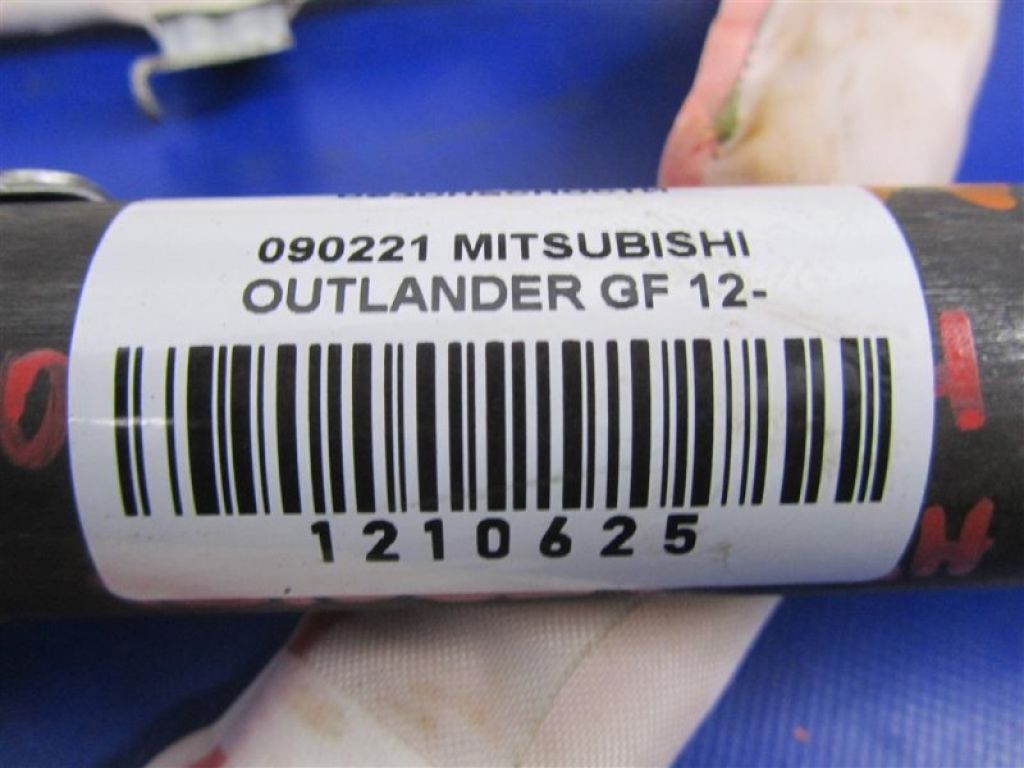 090221 MITSUBISHI
OUTLANDER GF 12-
1210625